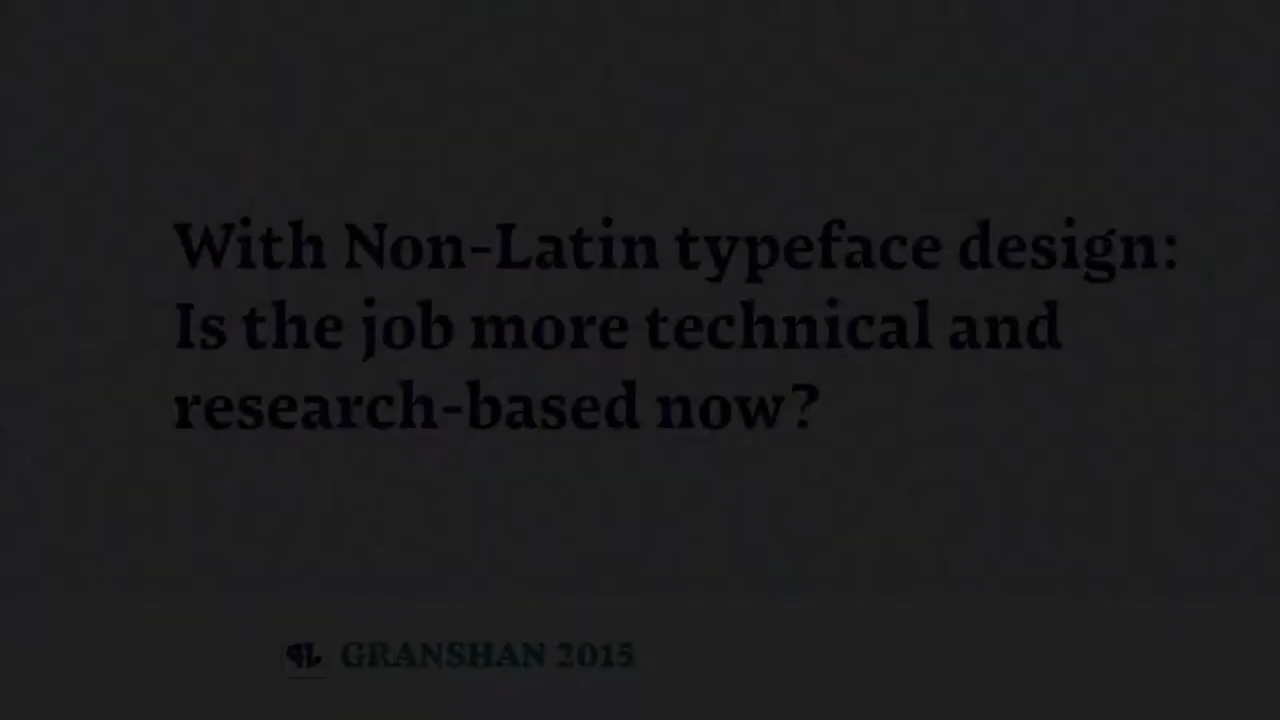 With Non-Latin typeface design:
Is the job more technical and
research-based now?
GRANSHAN 2015